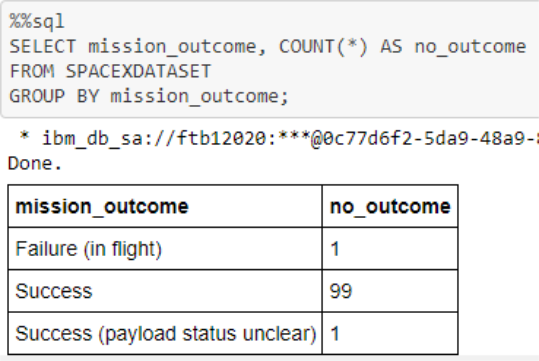 %%sql
SELECT mission_outcome, COUNT(*) AS no_outcome
FROM SPACEXDATASET
GROUP BY mission_outcome;
* ibm_db_sa://ftb12020:***@0c77d6f2-5da9-48a9-
Done.
mission_outcome no_outcome
Failure (in flight) 1
Success 99
Success (payload status unclear) 1